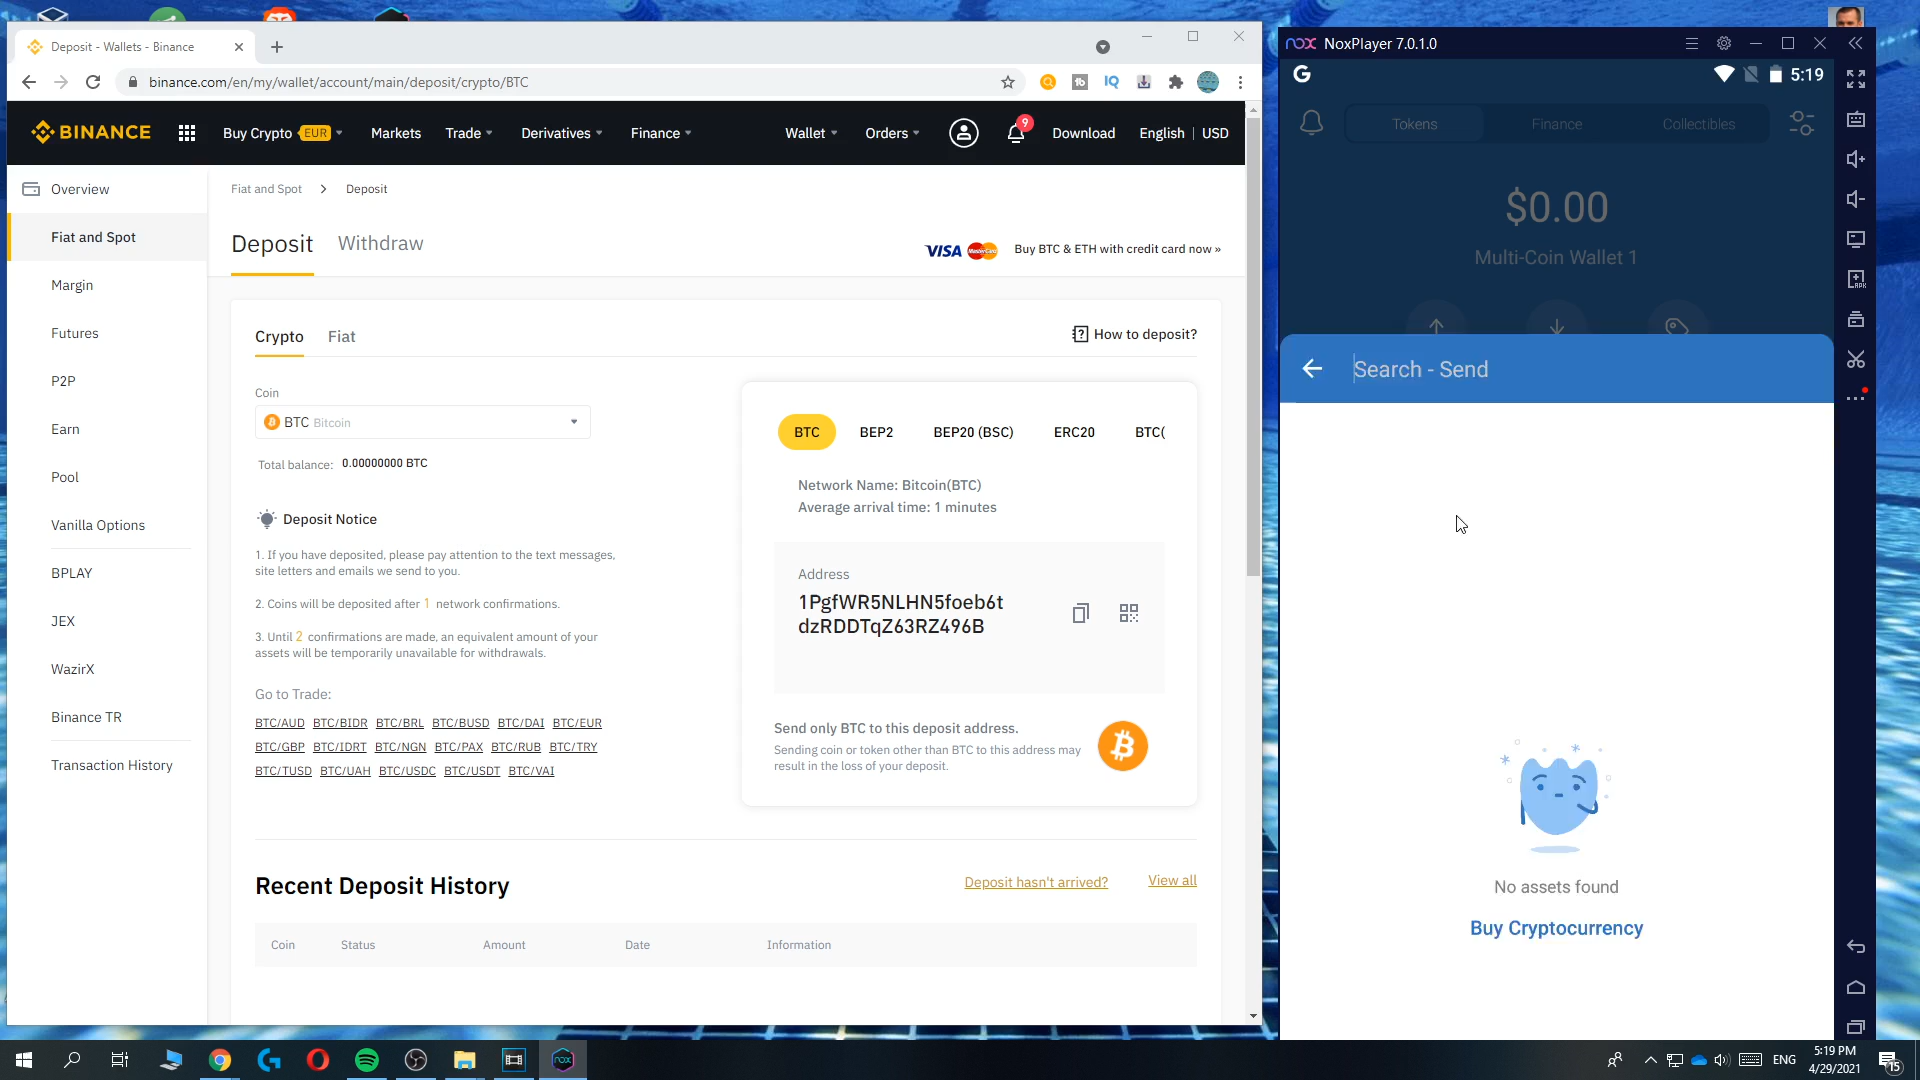 Deposit - Wallets - Binance
binance.com/en/my/wallet/account/main/deposit/crypto/BTC
IQ
BINANCE
Buy Crypto EUR
Markets
Trade
Derivatives
Finance
Wallet
Orders
9
Download
English | USD
Overview
Fiat and Spot
Margin
Futures
P2P
Earn
Pool
Vanilla Options
BPLAY
JEX
WazirX
Binance TR
Transaction History
Fiat and Spot > Deposit
Deposit
Withdraw
VISA MasterCard Buy BTC & ETH with credit card now »
Crypto
Fiat
How to deposit?
Coin
BTC Bitcoin
Total balance: 0.00000000 BTC
Deposit Notice
1. If you have deposited, please pay attention to the text messages,
site letters and emails we send to you.
2. Coins will be deposited after 1 network confirmations.
3. Until 2 confirmations are made, an equivalent amount of your
assets will be temporarily unavailable for withdrawals.
Go to Trade:
BTC/AUD BTC/BIDR BTC/BRL BTC/BUSD BTC/DAI BTC/EUR
BTC/GBP BTC/IDRT BTC/NGN BTC/PAX BTC/RUB BTC/TRY
BTC/TUSD BTC/UAH BTC/USDC BTC/USDT BTC/VAI
BTC BEP2 BEP20 (BSC) ERC20 BTC(
Network Name: Bitcoin(BTC)
Average arrival time: 1 minutes
Address
1PgfWR5NLHN5foeb6t
dzRDDTqZ63RZ496B
Send only BTC to this deposit address.
Sending coin or token other than BTC to this address may
result in the loss of your deposit.
Recent Deposit History
Deposit hasn't arrived?
View all
Coin Status Amount Date Information
nox NoxPlayer 7.0.1.0
G
5:19
Tokens Finance Collectibles
$0.00
Multi-Coin Wallet 1
Search - Send
No assets found
Buy Cryptocurrency
APK
nox
ENG
5:19 PM
4/29/2021
15